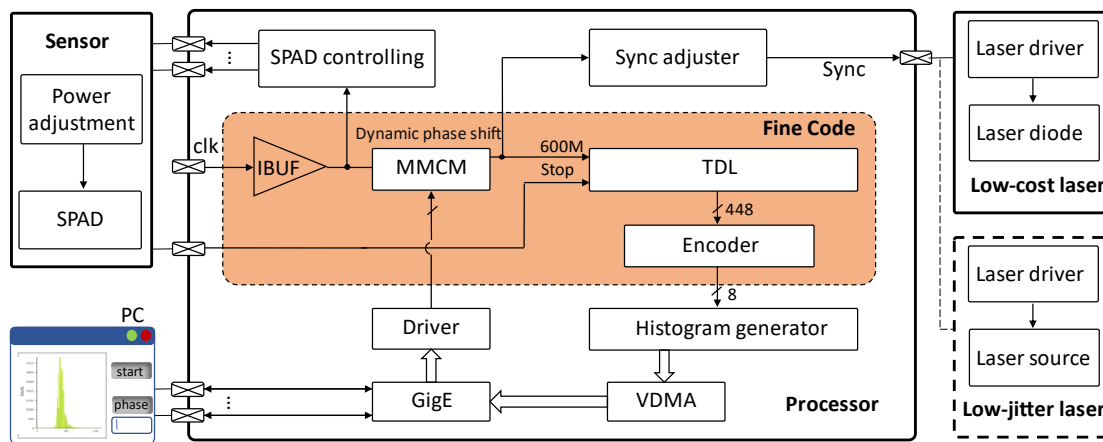 Sensor
Power
adjustment
SPAD
SPAD controlling
Sync adjuster
Sync
Laser driver
Laser diode
Low-cost laser
clk
IBUF
Dynamic phase shift
MMCM
Fine Code
600M
Stop
TDL
448
Encoder
8
Laser driver
Laser source
Low-jitter laser
PC
start
phase
Driver
Histogram generator
GigE
VDMA
Processor